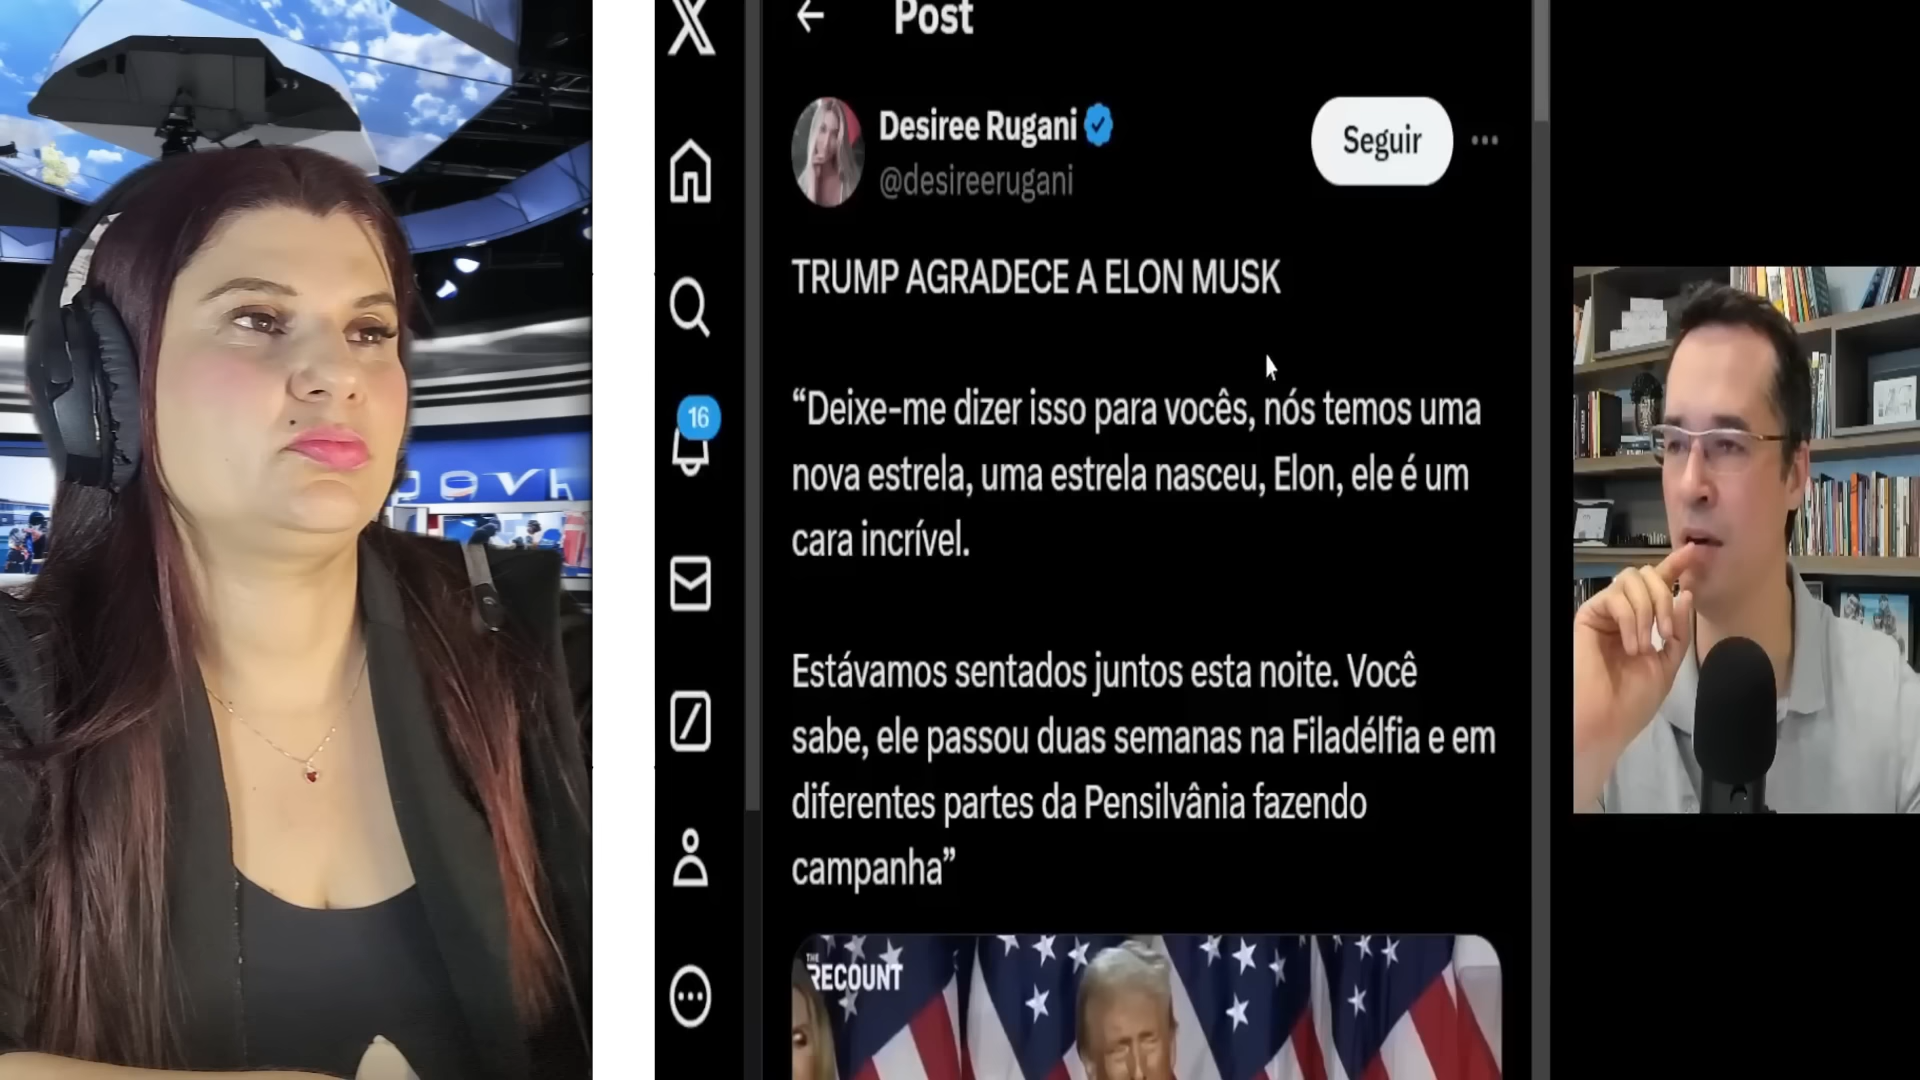 Post
Desiree Rugani
@desireerugani
Seguir
TRUMP AGRADECE A ELON MUSK
“Deixe-me dizer isso para vocês, nós temos uma
nova estrela, uma estrela nasceu, Elon, ele é um
cara incrível.
Estávamos sentados juntos esta noite. Você
sabe, ele passou duas semanas na Filadélfia e em
diferentes partes da Pensilvânia fazendo
campanha”
16
THE
RECOUNT